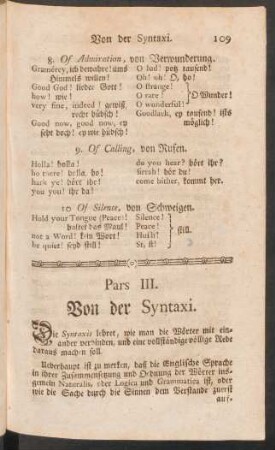 Von der Syntaxi. 109
8. Of Admiration, von Verwunderung.
Gramércy, ich bewahre! ums Himmels willen!
Good God! lieber Gott!
how! wie!
very fine, indeed! gewiß, recht hübsch!
Good now, good now, ey seht doch! ey wie hübsch!
O lud! potz tausend!
Oh! ah! O, ho!
O strange!
O rare
O wonderful!
O Wunder!
Goodlack, ey tausend! ists möglich!
9. Of Calling, von Rufen.
Holla! holla!
ho there! holla, ho!
hark ye! hört ihr!
you you! ihr da!
do you hear? hört ihr?
sirrah! hör du!
come hither, kommt her.
10 Of Silence, von Schweigen.
Hold your Tongue (Peace)! haltet das Maul!
not a Word! kein Wort!
be quiet! seyd still!
Silence!
Peace!
Hush!
St, st!
still.
Pars III.
Von der Syntaxi.
Die Syntaxis lehret, wie man die Wörter mit ein-
ander verbinden, und eine vollständige völlige Rede
daraus machen soll.
Ueberhaupt ist zu merken, daß die Englische Sprache
in ihrer Zusammensetzung und Ordnung der Wörter ins-
gemein Naturalis, oder Logica und Grammatica ist, oder
wie die Sache durch die Sinnen dem Verstande zuerst
auf-